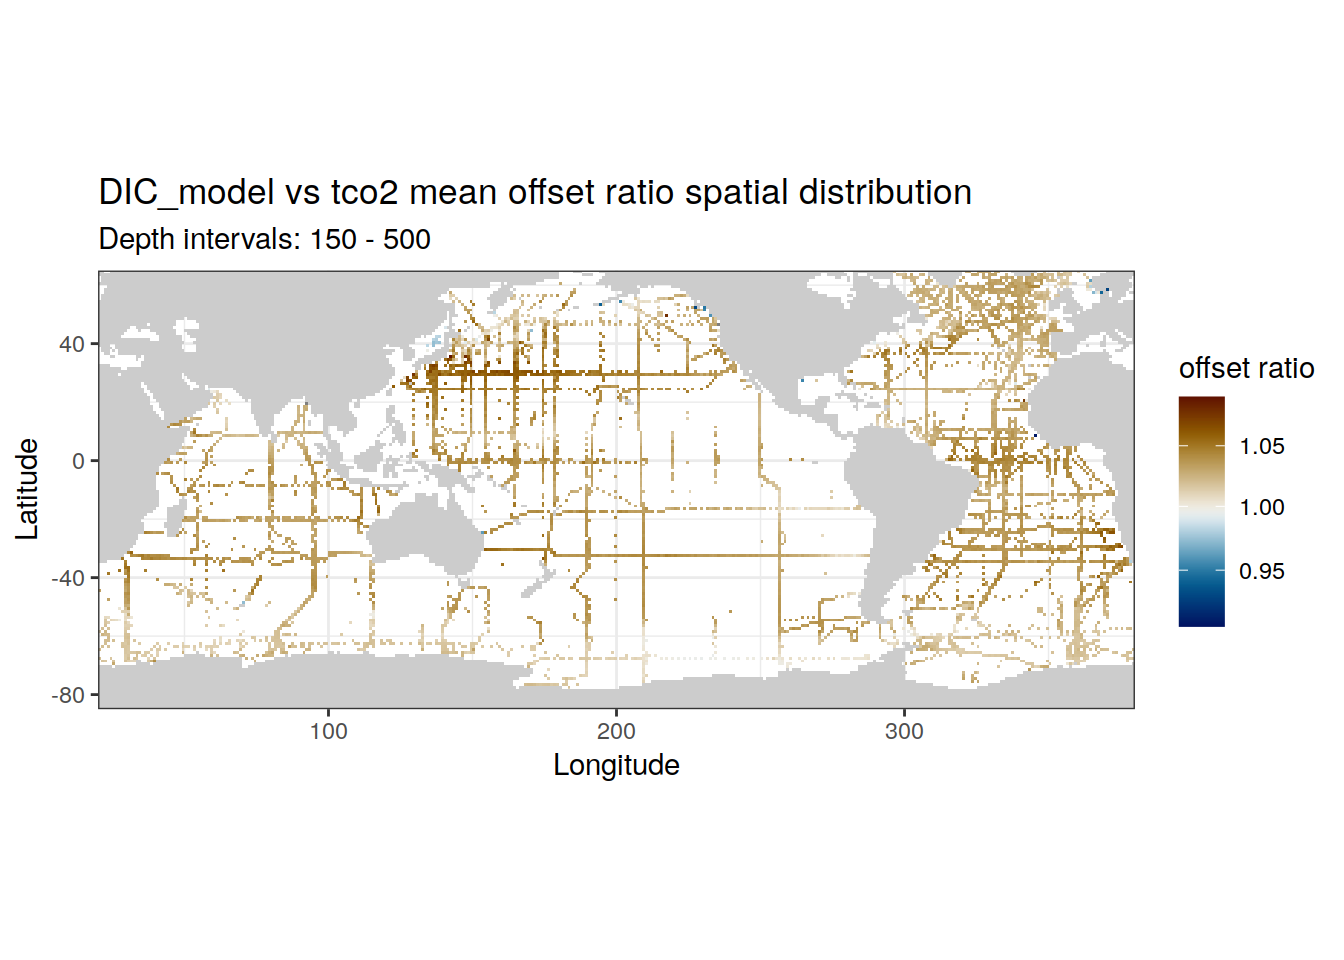 DIC_model vs tco2 mean offset ratio spatial distribution
Depth intervals: 150 - 500
40
0
-40
-80
Latitude
100
200
300
Longitude
offset ratio
1.05
1.00
0.95